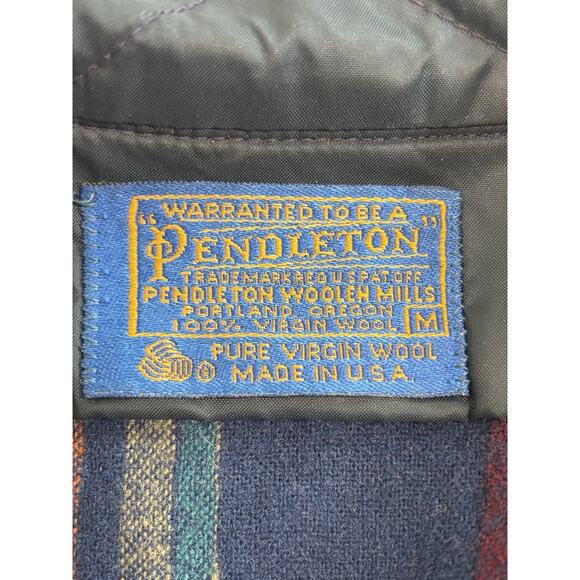 WARRANTED TO BE A
"PENDLETON"
TRADEMARK REG U.S. PAT. OFF.
PENDLETON WOOLEN MILLS
PORTLAND, OREGON
100% VIRGIN WOOL M
PURE VIRGIN WOOL
MADE IN U.S.A.